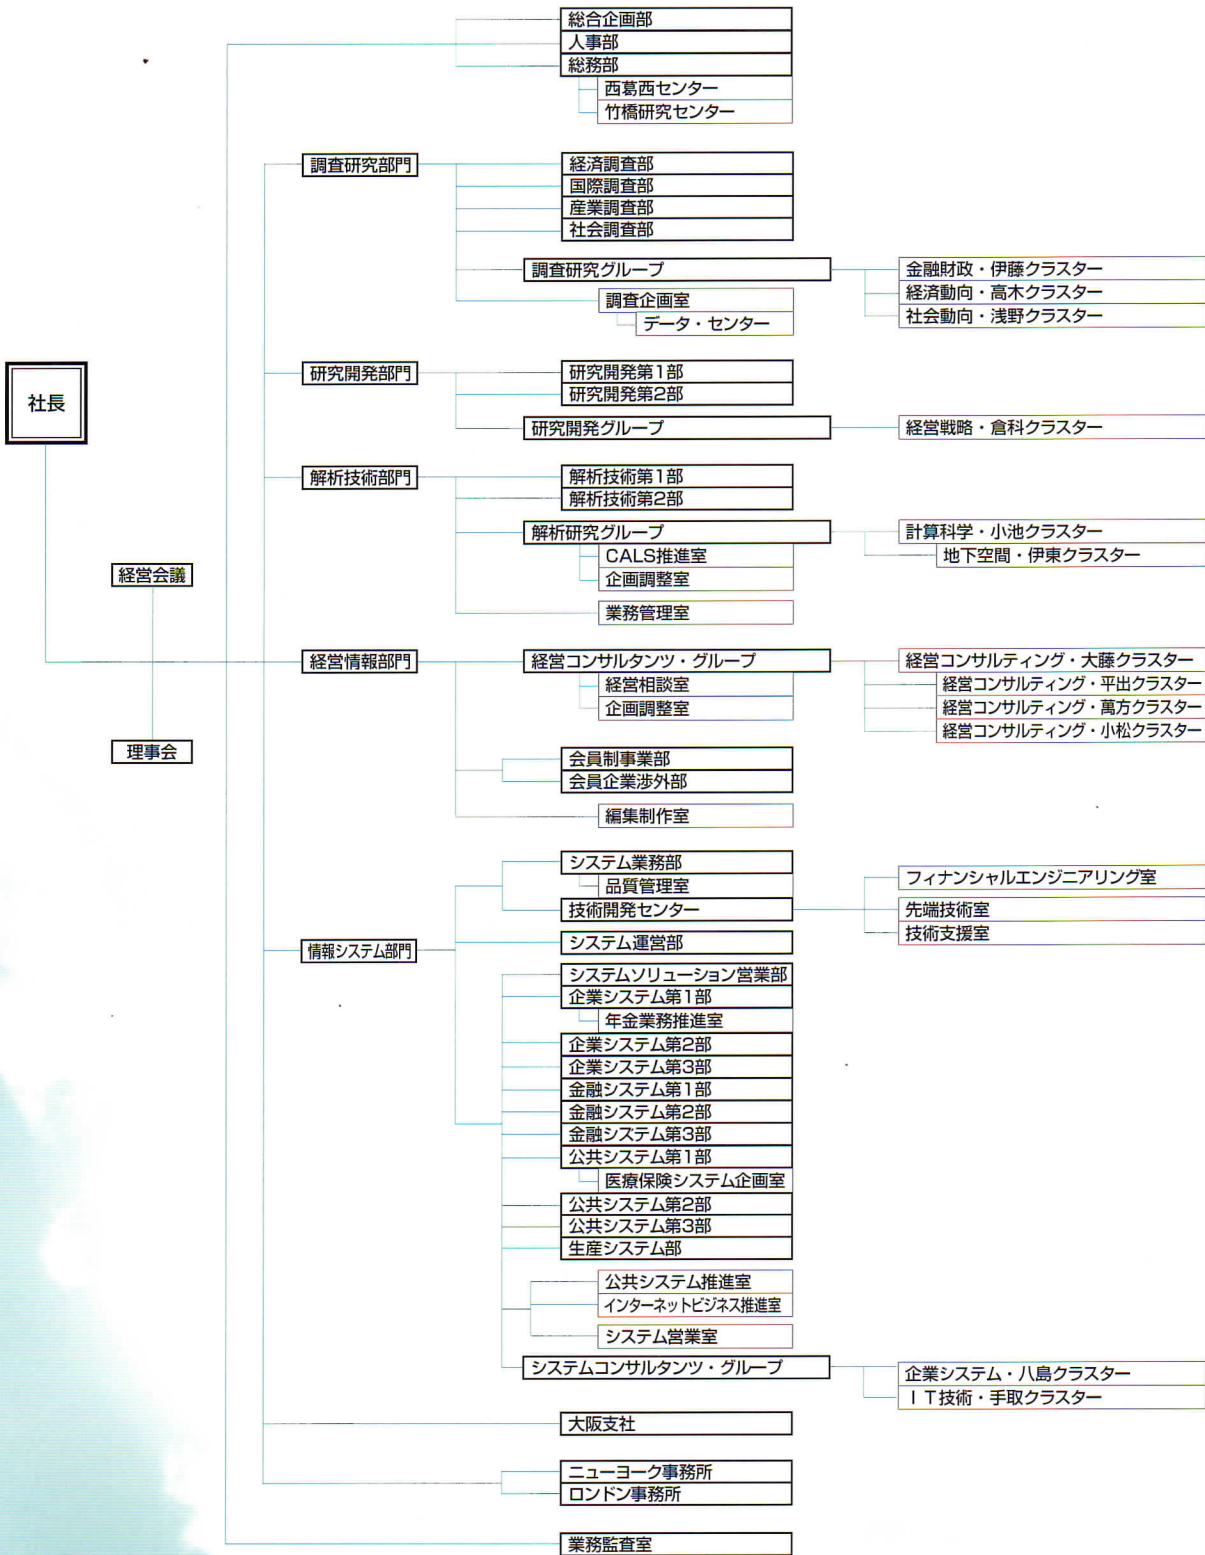 総合企画部
人事部
総務部
西葛西センター
竹橋研究センター
調査研究部門
経済調査部
国際調査部
産業調査部
社会調査部
調査研究グループ
金融財政・伊藤クラスター
経済動向・高木クラスター
社会動向・浅野クラスター
調査企画室
データ・センター
社長
研究開発部門
研究開発第1部
研究開発第2部
研究開発グループ
経営戦略・倉科クラスター
解析技術部門
解析技術第1部
解析技術第2部
解析研究グループ
計算科学・小池クラスター
地下空間・伊東クラスター
CALS推進室
企画調整室
業務管理室
経営会議
理事会
経営情報部門
経営コンサルタンツ・グループ
経営コンサルティング・大藤クラスター
経営コンサルティング・平出クラスター
経営コンサルティング・萬方クラスター
経営コンサルティング・小松クラスター
経営相談室
企画調整室
会員制事業部
会員企業渉外部
編集制作室
情報システム部門
システム業務部
品質管理室
技術開発センター
フィナンシャルエンジニアリング室
先端技術室
技術支援室
システム運営部
システムソリューション営業部
企業システム第1部
年金業務推進室
企業システム第2部
企業システム第3部
金融システム第1部
金融システム第2部
金融システム第3部
公共システム第1部
医療保険システム企画室
公共システム第2部
公共システム第3部
生産システム部
公共システム推進室
インターネットビジネス推進室
システム営業室
システムコンサルタンツ・グループ
企業システム・八島クラスター
IT技術・手取クラスター
大阪支社
ニューヨーク事務所
ロンドン事務所
業務監査室